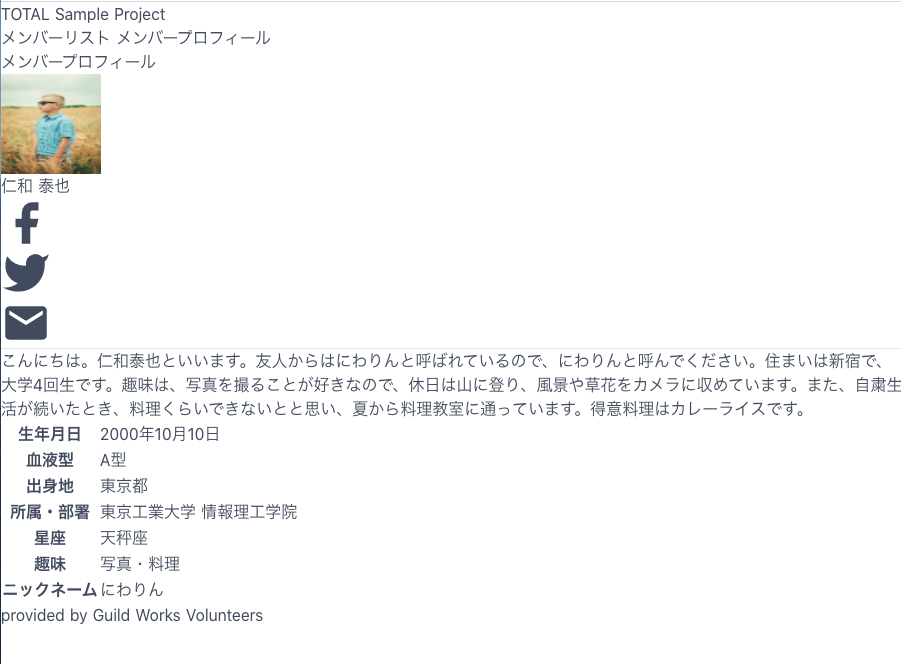 TOTAL Sample Project
メンバーリスト メンバープロフィール
メンバープロフィール
仁和 泰也
こんにちは。仁和泰也といいます。友人からはにわりんと呼ばれているので、にわりんと呼んでください。住まいは新宿で、
大学4回生です。趣味は、写真を撮ることが好きなので、休日は山に登り、風景や草花をカメラに収めています。また、自粛生
活が続いたとき、料理くらいできないとと思い、夏から料理教室に通っています。得意料理はカレーライスです。
生年月日 2000年10月10日
血液型 A型
出身地 東京都
所属・部署 東京工業大学 情報理工学院
星座 天秤座
趣味 写真・料理
ニックネーム にわりん
provided by Guild Works Volunteers